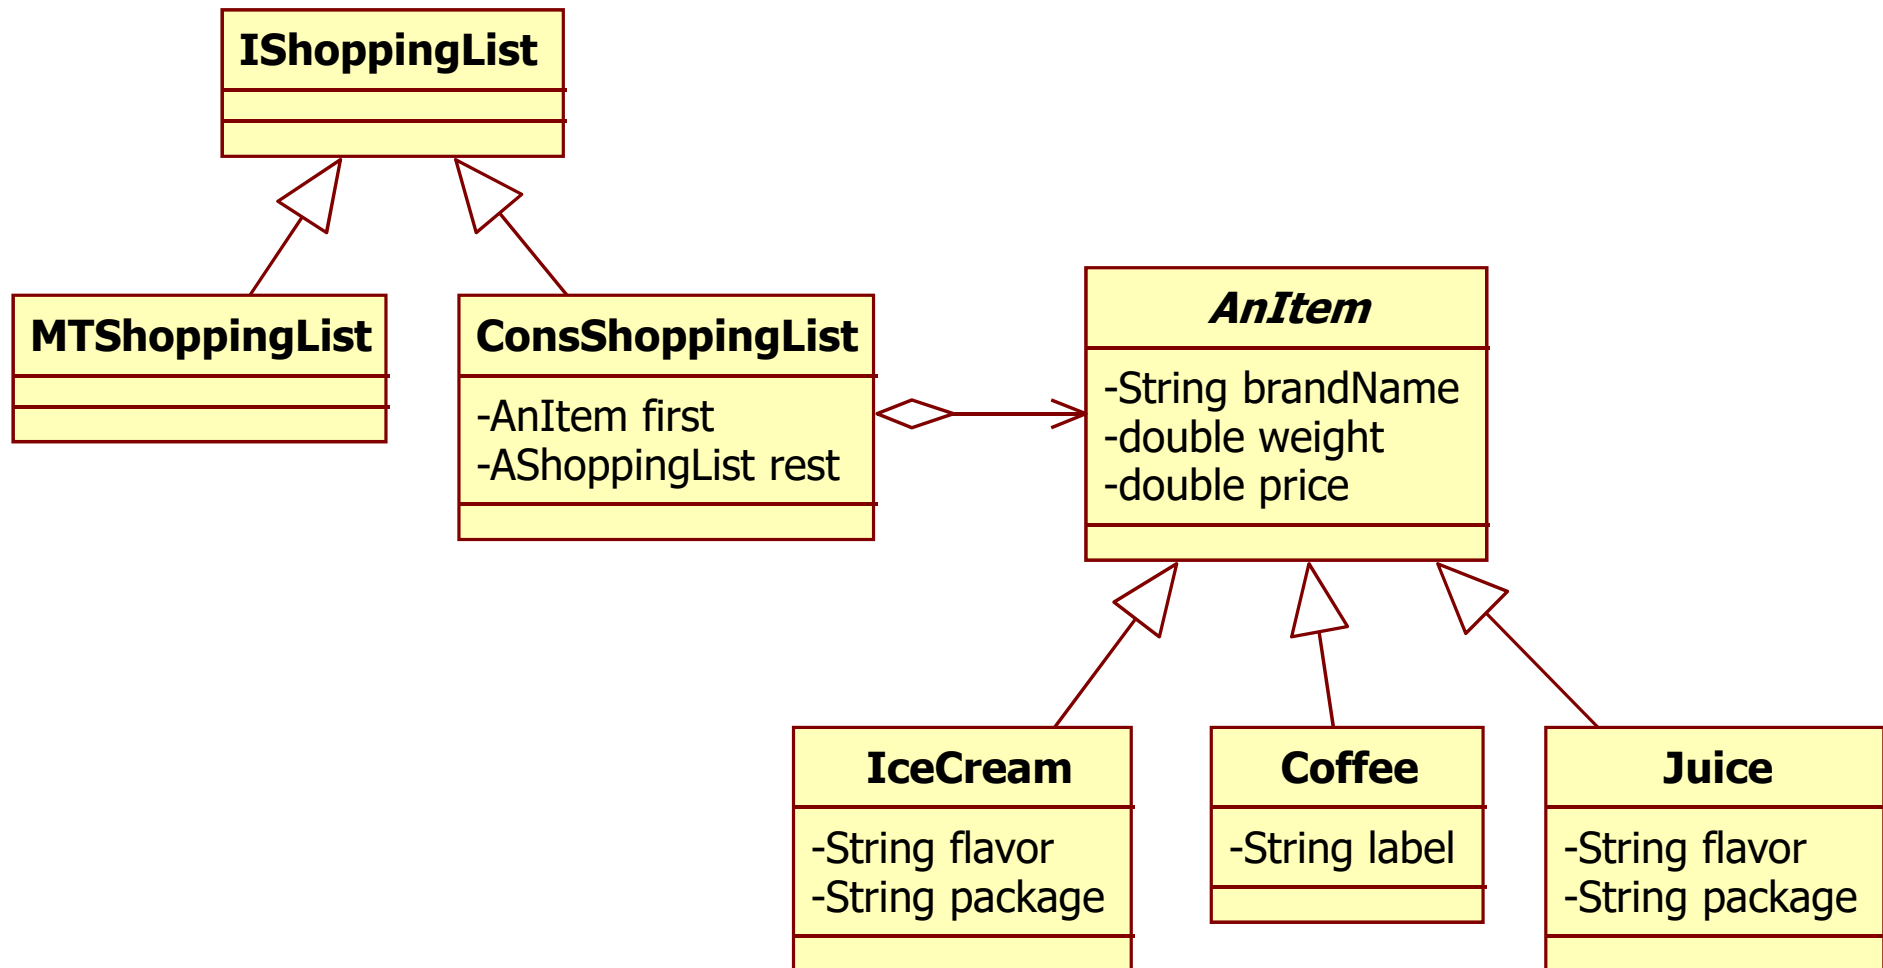 IShoppingList
MTShoppingList
ConsShoppingList
-AnItem first
-AShoppingList rest
AnItem
-String brandName
-double weight
-double price
IceCream
-String flavor
-String package
Coffee
-String label
Juice
-String flavor
-String package